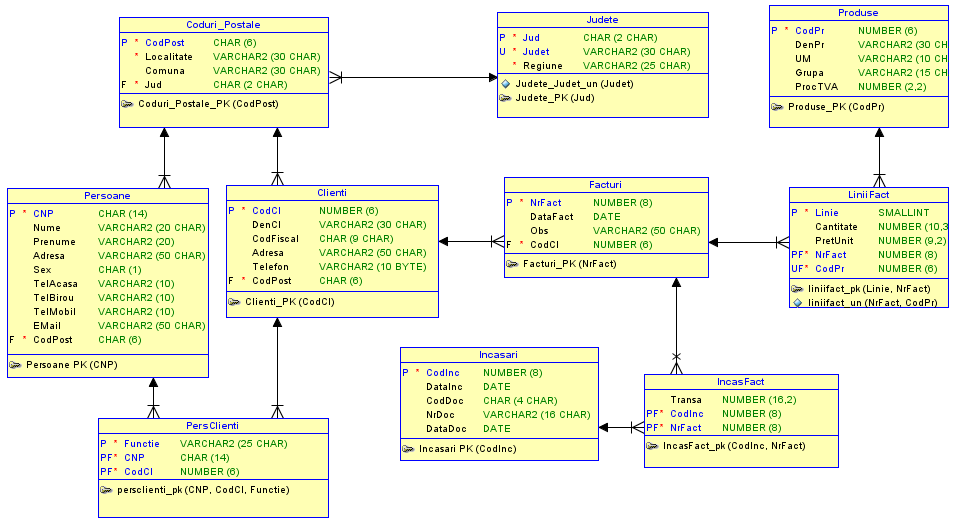 Coduri_Postale
P * CodPost CHAR (6)
* Localitate VARCHAR2 (30 CHAR)
Comuna VARCHAR2 (30 CHAR)
F * Jud CHAR (2 CHAR)
Coduri_Postale_PK (CodPost)
Judete
P * Jud CHAR (2 CHAR)
U * Judet VARCHAR2 (30 CHAR)
* Regiune VARCHAR2 (25 CHAR)
Judete_Judet_un (Judet)
Judete_PK (Jud)
Produse
P * CodPr NUMBER (6)
DenPr VARCHAR2 (30 CH
UM VARCHAR2 (10 CH
Grupa VARCHAR2 (15 CH
ProcTVA NUMBER (2,2)
Produse_PK (CodPr)
Persoane
P * CNP CHAR (14)
Nume VARCHAR2 (20 CHAR)
Prenume VARCHAR2 (20)
Adresa VARCHAR2 (50 CHAR)
Sex CHAR (1)
TelAcasa VARCHAR2 (10)
TelBirou VARCHAR2 (10)
TelMobil VARCHAR2 (10)
EMail VARCHAR2 (50 CHAR)
F * CodPost CHAR (6)
Persoane PK (CNP)
Clienti
P * CodCl NUMBER (6)
DenCl VARCHAR2 (30 CHAR)
CodFiscal CHAR (9 CHAR)
Adresa VARCHAR2 (50 CHAR)
Telefon VARCHAR2 (10 BYTE)
F * CodPost CHAR (6)
Clienti_PK (CodCl)
Facturi
P * NrFact NUMBER (8)
DataFact DATE
Obs VARCHAR2 (50 CHAR)
F * CodCl NUMBER (6)
Facturi_PK (NrFact)
LiniiFact
P * Linie SMALLINT
Cantitate NUMBER (10,3
PretUnit NUMBER (9,2)
PF* NrFact NUMBER (8)
UF* CodPr NUMBER (6)
liniifact_pk (Linie, NrFact)
liniifact_un (NrFact, CodPr)
Incasari
P * CodInc NUMBER (8)
DataInc DATE
CodDoc CHAR (4 CHAR)
NrDoc VARCHAR2 (16 CHAR)
DataDoc DATE
Incasari PK (CodInc)
IncasFact
Transa NUMBER (16,2)
PF* CodInc NUMBER (8)
PF* NrFact NUMBER (8)
IncasFact_pk (CodInc, NrFact)
PersClienti
P * Functie VARCHAR2 (25 CHAR)
PF* CNP CHAR (14)
PF* CodCl NUMBER (6)
persclienti_pk (CNP, CodCl, Functie)